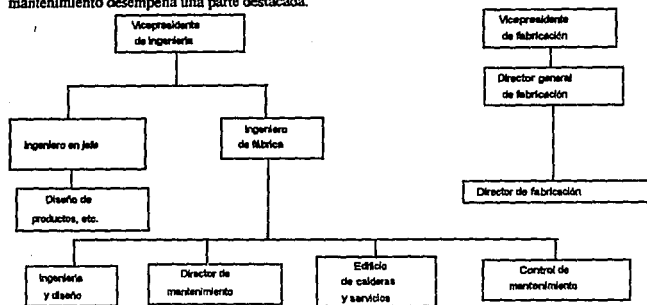 mantenimiento desempeña una parte destacada.
Vicepresidente
de ingeniería
Vicepresidente
de fabricación
Director general
de fabricación
Ingeniero en jefe
Ingeniero
de fábrica
Diseño de
productos, etc.
Director de fabricación
Ingeniería
y diseño
Director de
mantenimiento
Edificio
de calderas
y servicios
Control de
mantenimiento